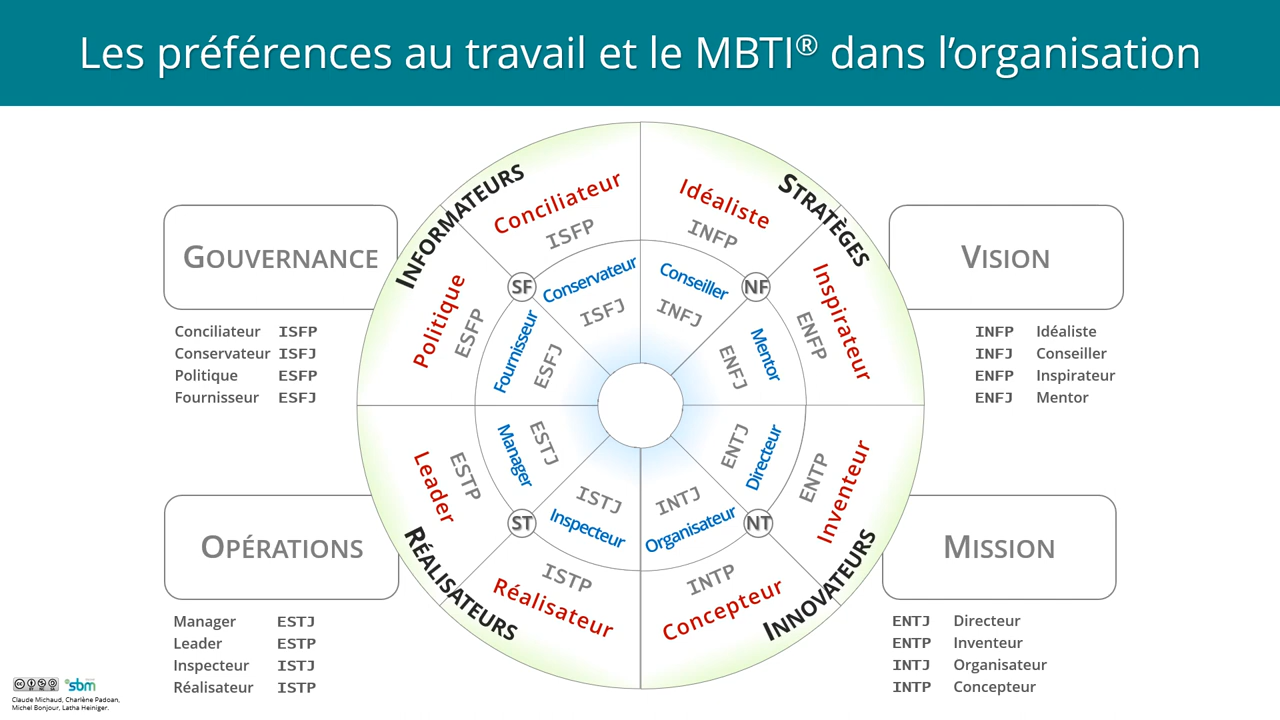 Les préférences au travail et le MBTI® dans l'organisation
GOUVERNANCE
Conciliateur ISFP
Conservateur ISFJ
Politique ESFP
Fournisseur ESFJ
OPÉRATIONS
Manager ESTJ
Leader ESTP
Inspecteur ISTJ
Réalisateur ISTP
INFORMATEURS
Conciliateur
ISFP
Politique
ESFP
SF
Conservateur
ISFJ
Fournisseur
ESFJ
STRATÈGES
Idéaliste
INFP
Inspirateur
ENFP
NF
Conseiller
INFJ
Mentor
ENFJ
RÉALISATEURS
Leader
ESTP
Réalisateur
ISTP
ST
Manager
ESTJ
Inspecteur
ISTJ
INNOVATEURS
Inventeur
ENTP
Concepteur
INTP
NT
Directeur
ENTJ
Organisateur
INTJ
VISION
INFP Idéaliste
INFJ Conseiller
ENFP Inspirateur
ENFJ Mentor
MISSION
ENTJ Directeur
ENTP Inventeur
INTJ Organisateur
INTP Concepteur
sbm
Claude Michaud, Charlène Padoan,
Michel Bonjour, Latha Heiniger.